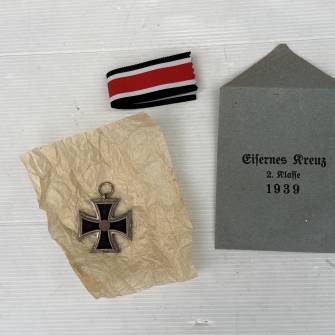 Eisernes Kreuz
2. Klasse
1939